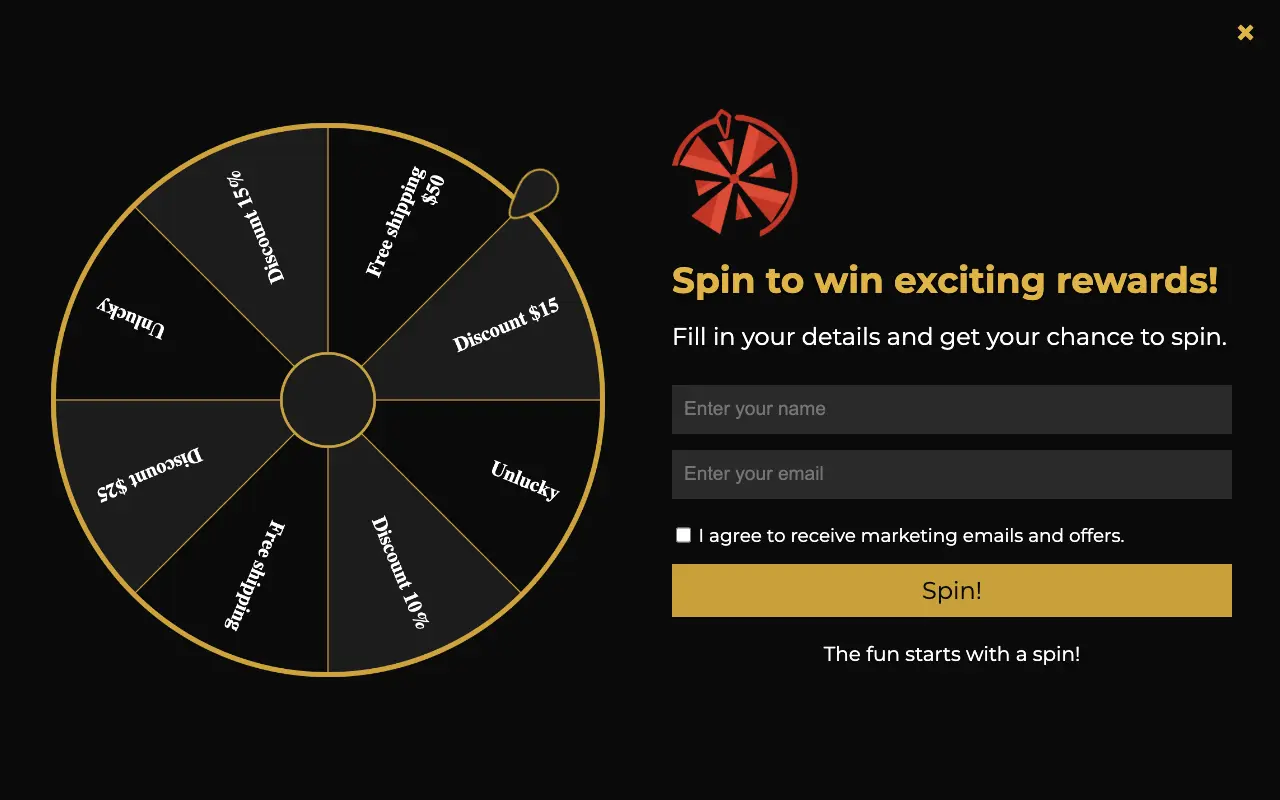 Discount 15%
Free shipping
$50
Discount $15
Unlucky
Discount 10%
Free shipping
Discount $25
Unlucky
Spin to win exciting rewards!
Fill in your details and get your chance to spin.
Enter your name
Enter your email
I agree to receive marketing emails and offers.
Spin!
The fun starts with a spin!